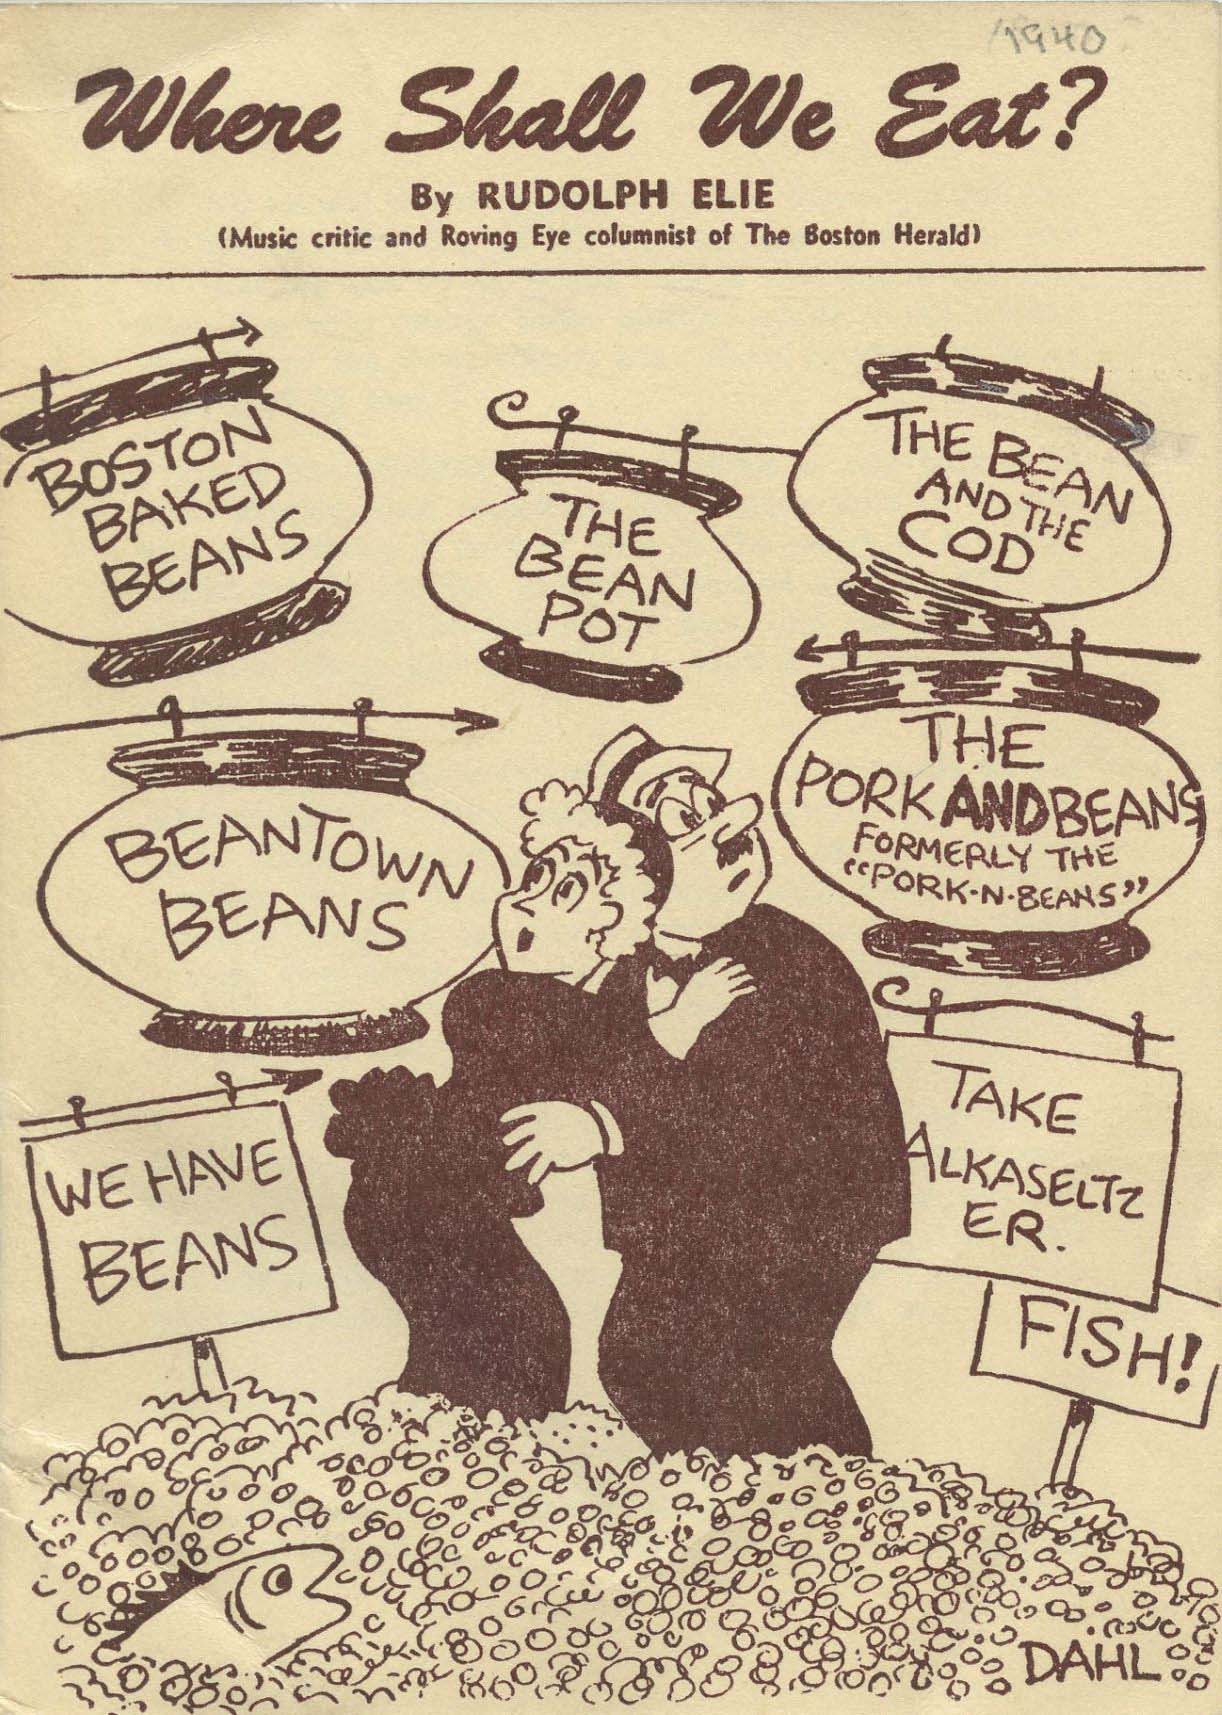 1940
Where Shall We Eat?
By RUDOLPH ELIE
(Music critic and Roving Eye columnist of The Boston Herald)
BOSTON
BAKED
BEANS
THE
BEAN
POT
THE BEAN
AND THE
COD
BEANTOWN
BEANS
THE
PORK AND BEANS
FORMERLY THE
"PORK-N-BEANS"
WE HAVE
BEANS
TAKE
ALKASELTZ
ER.
FISH!
DAHL